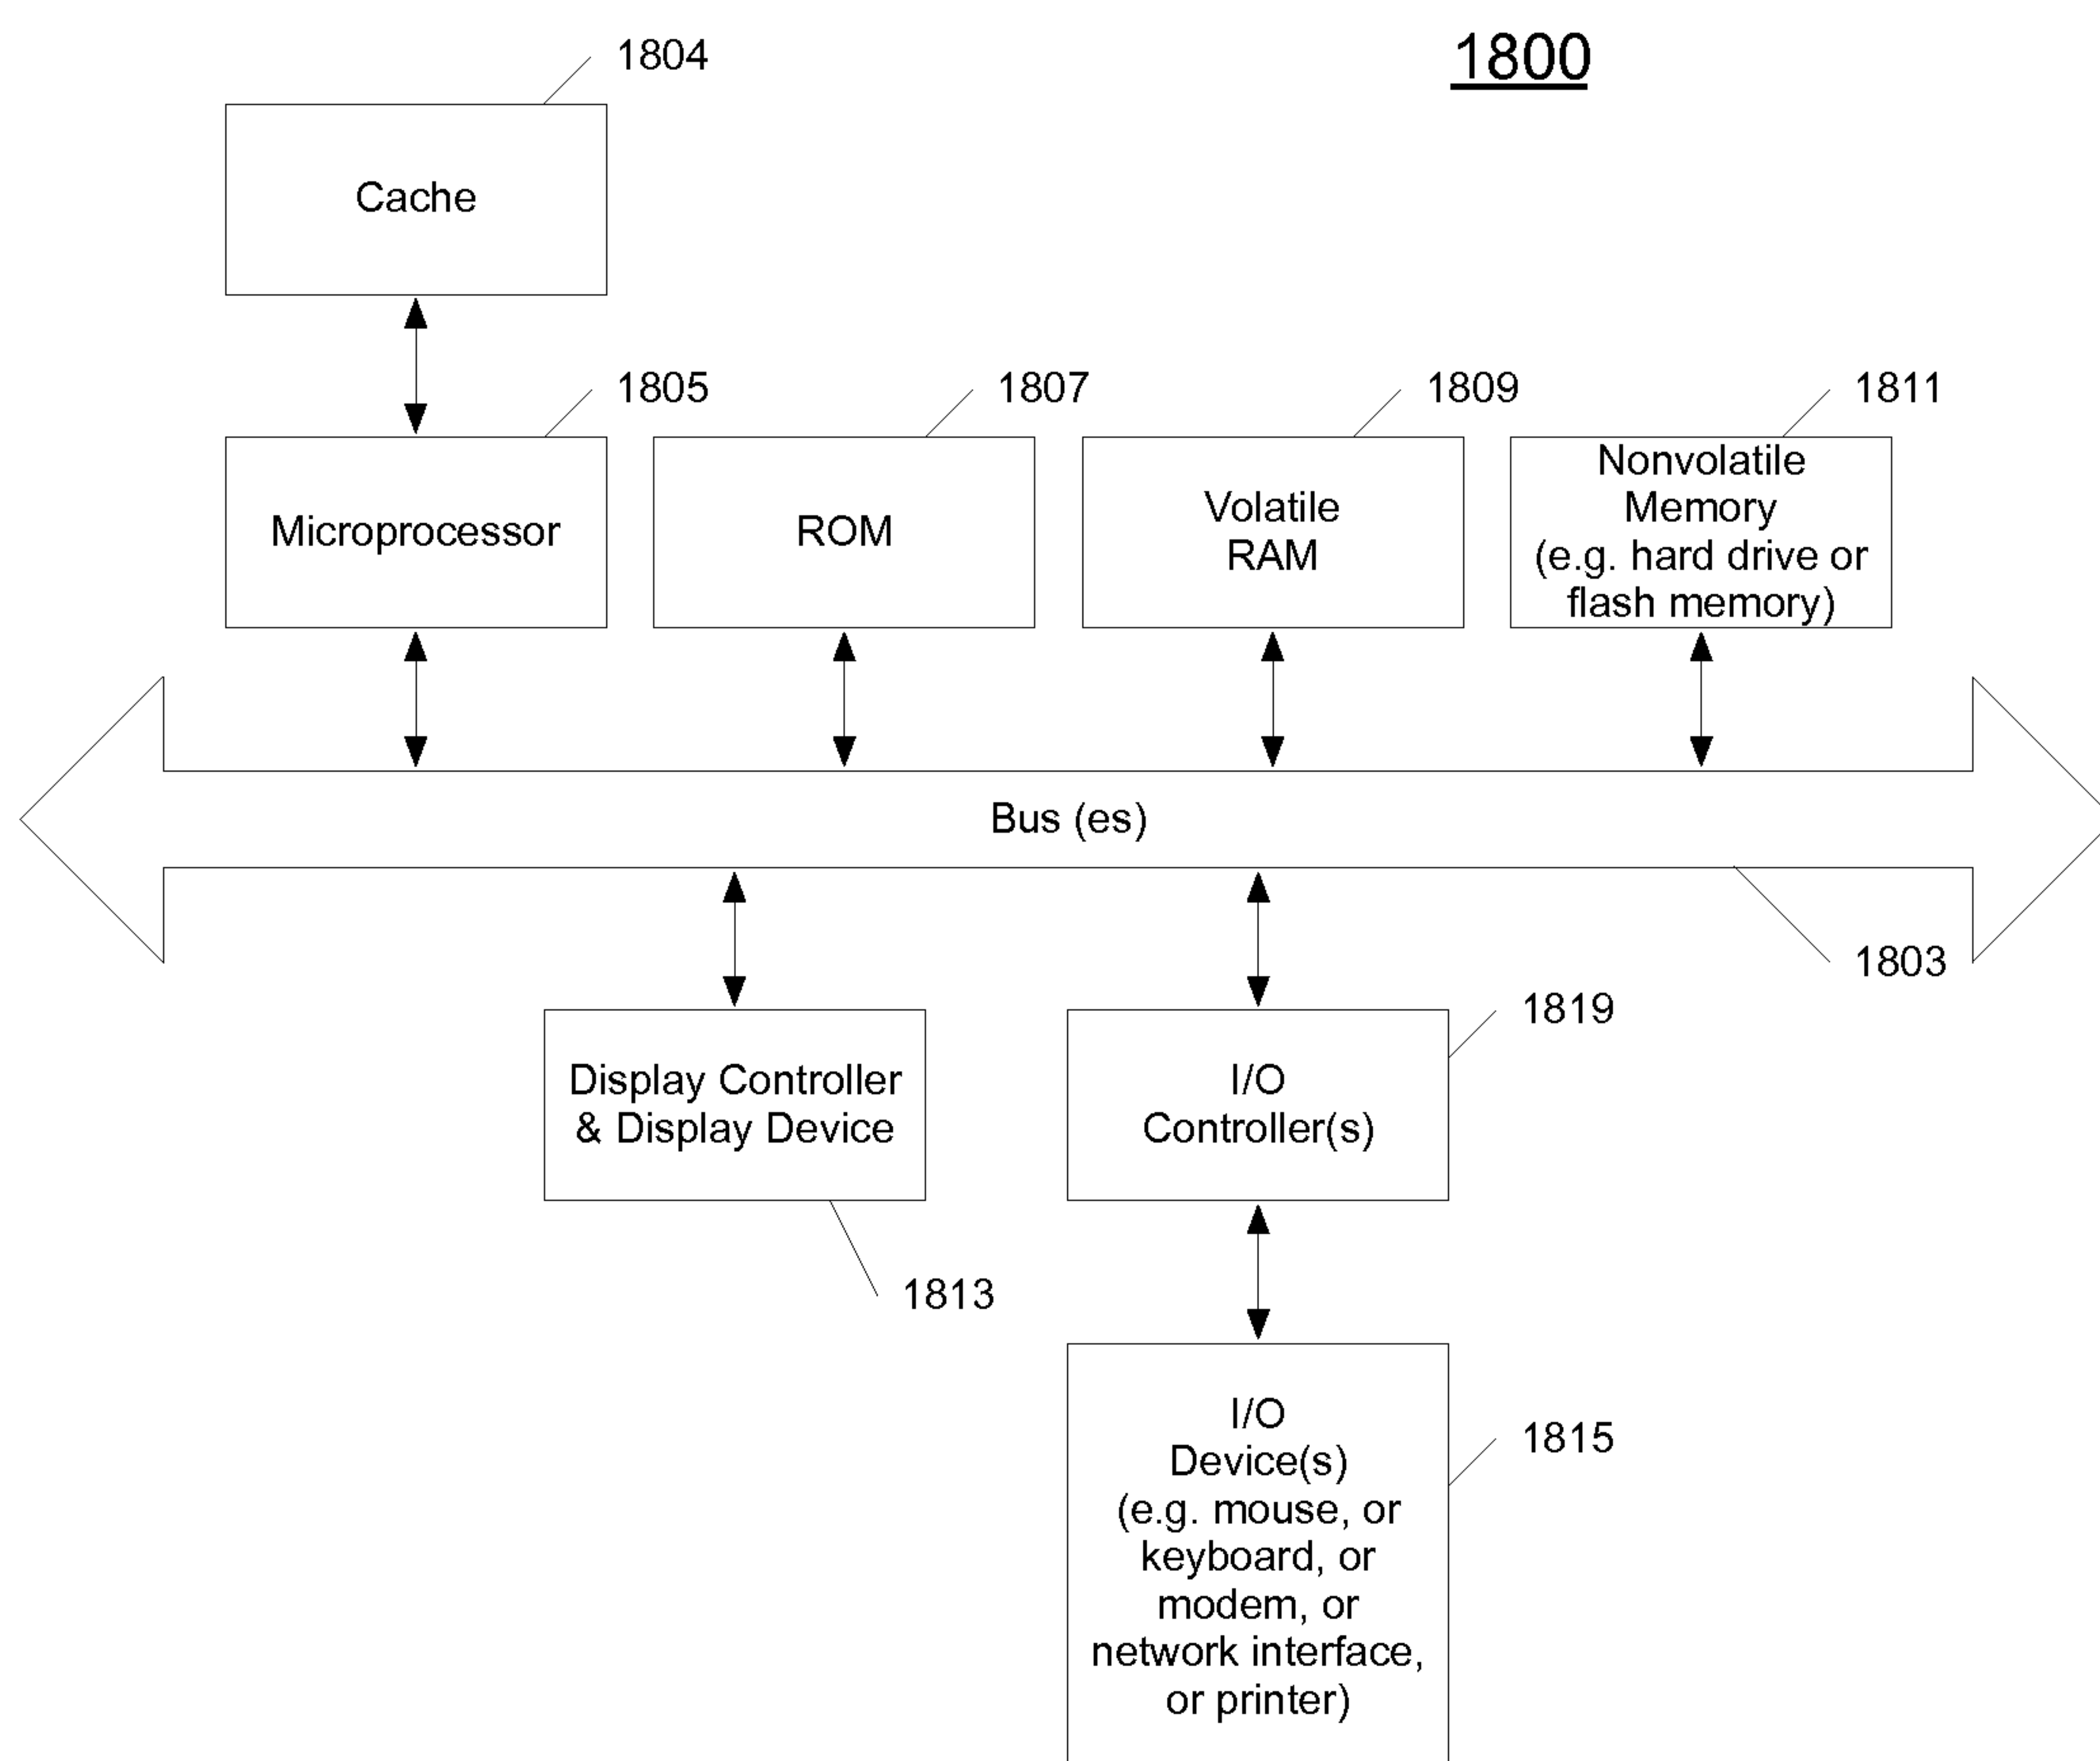 1804
1800
Cache
1805
1807
1809
1811
Microprocessor
ROM
Volatile
RAM
Nonvolatile
Memory
(e.g. hard drive or
flash memory)
Bus (es)
1803
1819
Display Controller
& Display Device
I/O
Controller(s)
1813
1815
I/O
Device(s)
(e.g. mouse, or
keyboard, or
modem, or
network interface,
or printer)